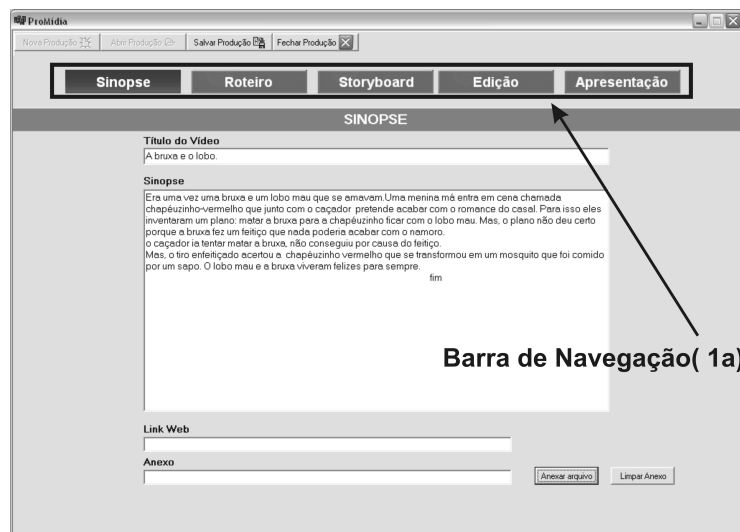 ProMidia
Nova Produção Abrir Produção Salvar Produção Fechar Produção
Sinopse Roteiro Storyboard Edição Apresentação
SINOPSE
Título do Vídeo
A bruxa e o lobo.
Sinopse
Era uma vez uma bruxa e um lobo mau que se amavam.Uma menina má entra em cena chamada
chapéuzinho-vermelho que junto com o caçador pretende acabar com o romance do casal. Para isso eles
inventaram um plano: matar a bruxa para a chapéuzinho ficar com o lobo mau. Mas, o plano não deu certo
porque a bruxa fez um feitiço que nada poderia acabar com o namoro.
o caçador ia tentar matar a bruxa, não conseguiu por causa do feitiço.
Mas, o tiro enfeitiçado acertou a chapéuzinho vermelho que se transformou em um mosquito que foi comido
por um sapo. O lobo mau e a bruxa viveram felizes para sempre.
fim
Barra de Navegação( 1a)
Link Web
Anexo
Anexar arquivo Limpar Anexo